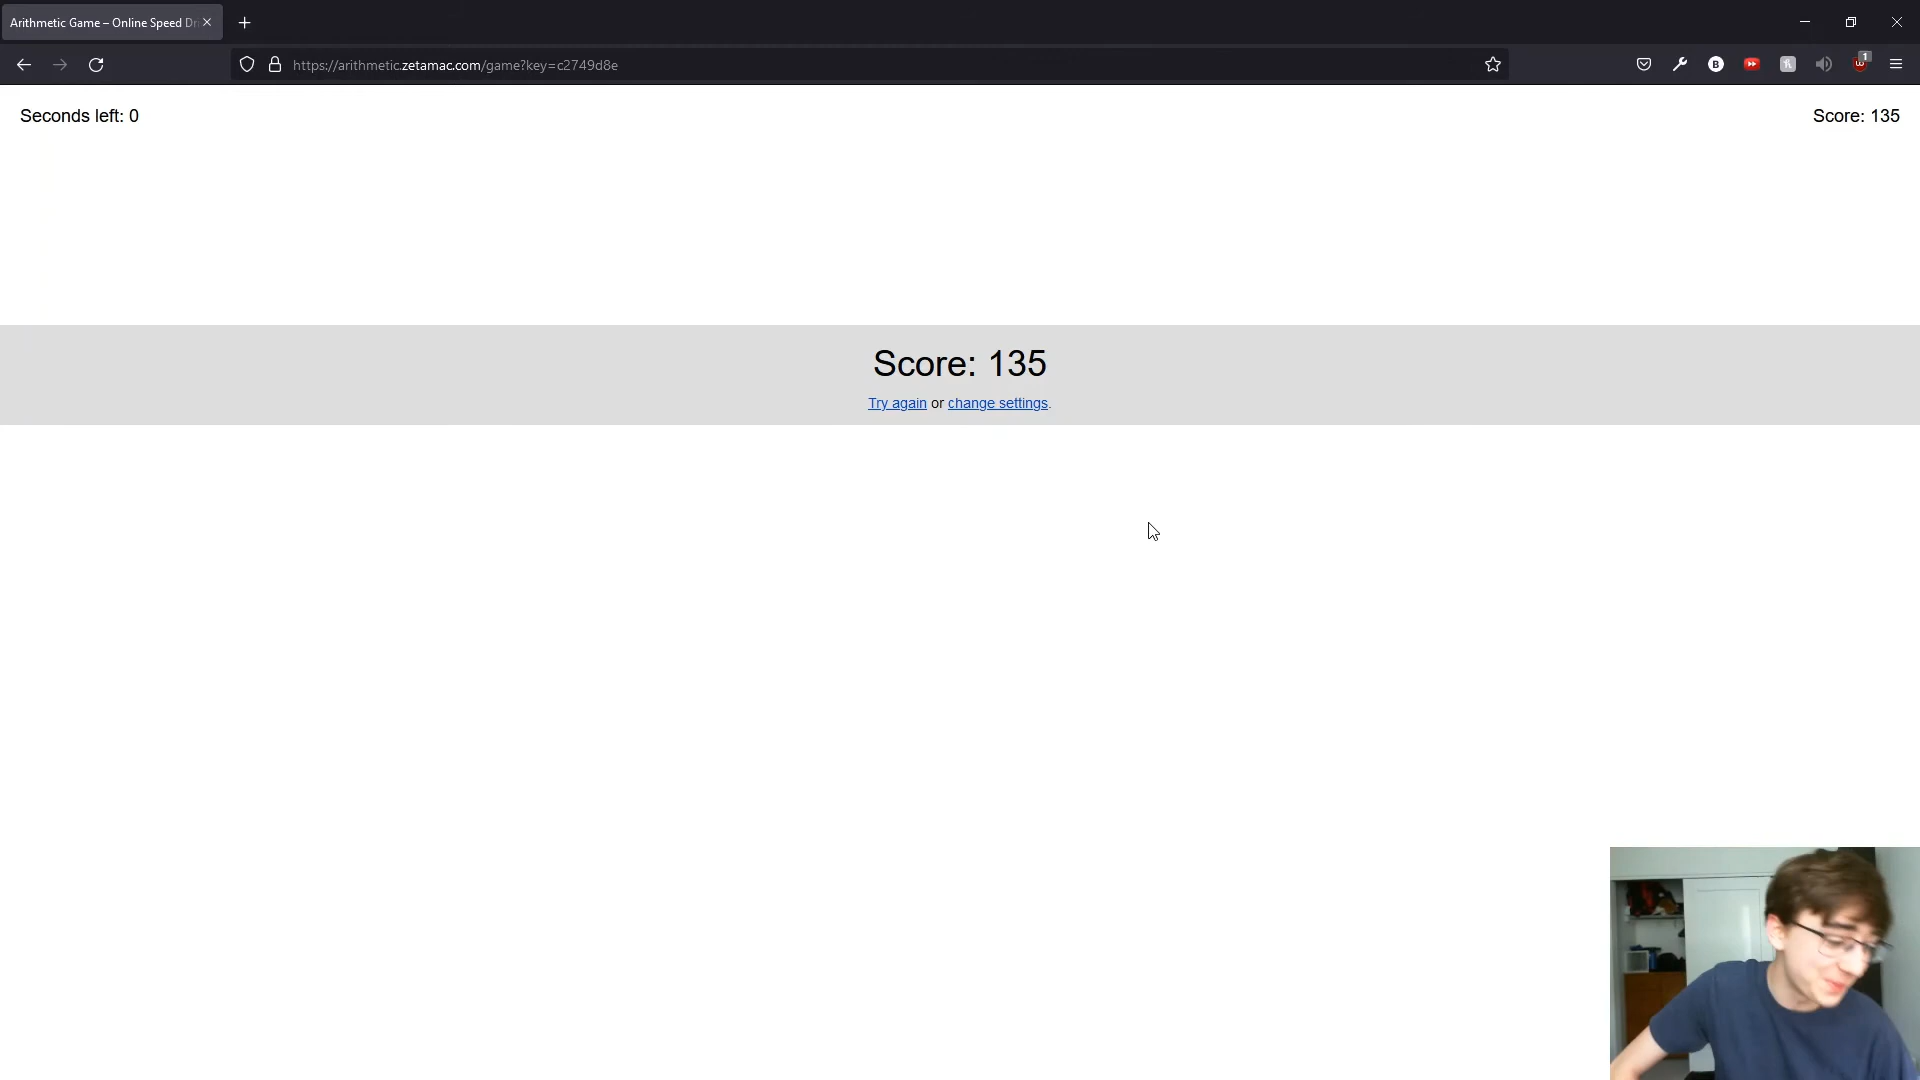 Arithmetic Game – Online Speed Dr
https://arithmetic.zetamac.com/game?key=c2749d8e
B
1
Seconds left: 0
Score: 135
Score: 135
Try again or change settings.